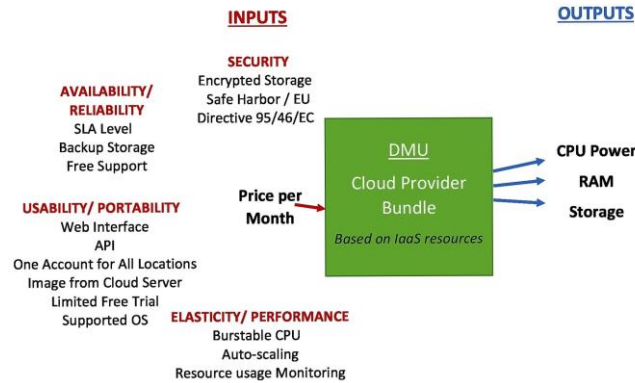 INPUTS
OUTPUTS
SECURITY
Encrypted Storage
Safe Harbor / EU
Directive 95/46/EC
AVAILABILITY/
RELIABILITY
SLA Level
Backup Storage
Free Support
USABILITY/ PORTABILITY
Web Interface
API
One Account for All Locations
Image from Cloud Server
Limited Free Trial
Supported OS
Price per
Month
ELASTICITY/ PERFORMANCE
Burstable CPU
Auto-scaling
Resource usage Monitoring
DMU
Cloud Provider
Bundle
Based on IaaS resources
CPU Power
RAM
Storage